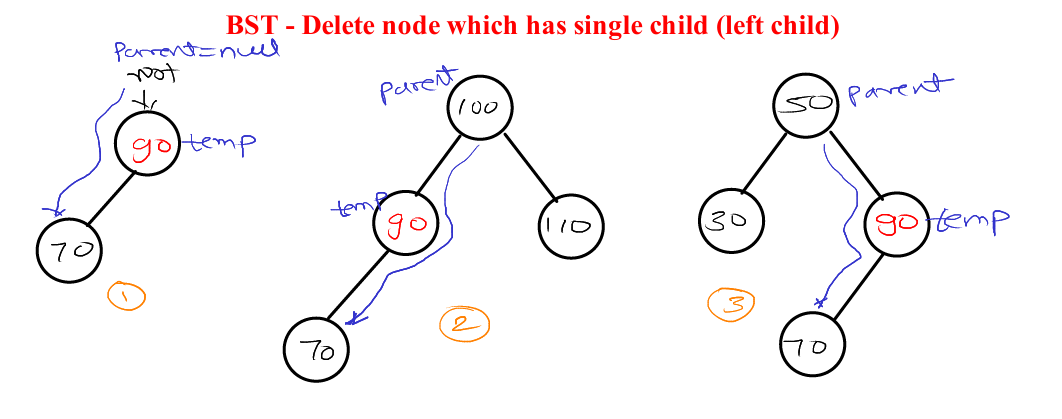 BST - Delete node which has single child (left child)
Parent=null
root
90
temp
70
1
parent
100
temp
90
110
70
2
50
parent
30
90
temp
70
3